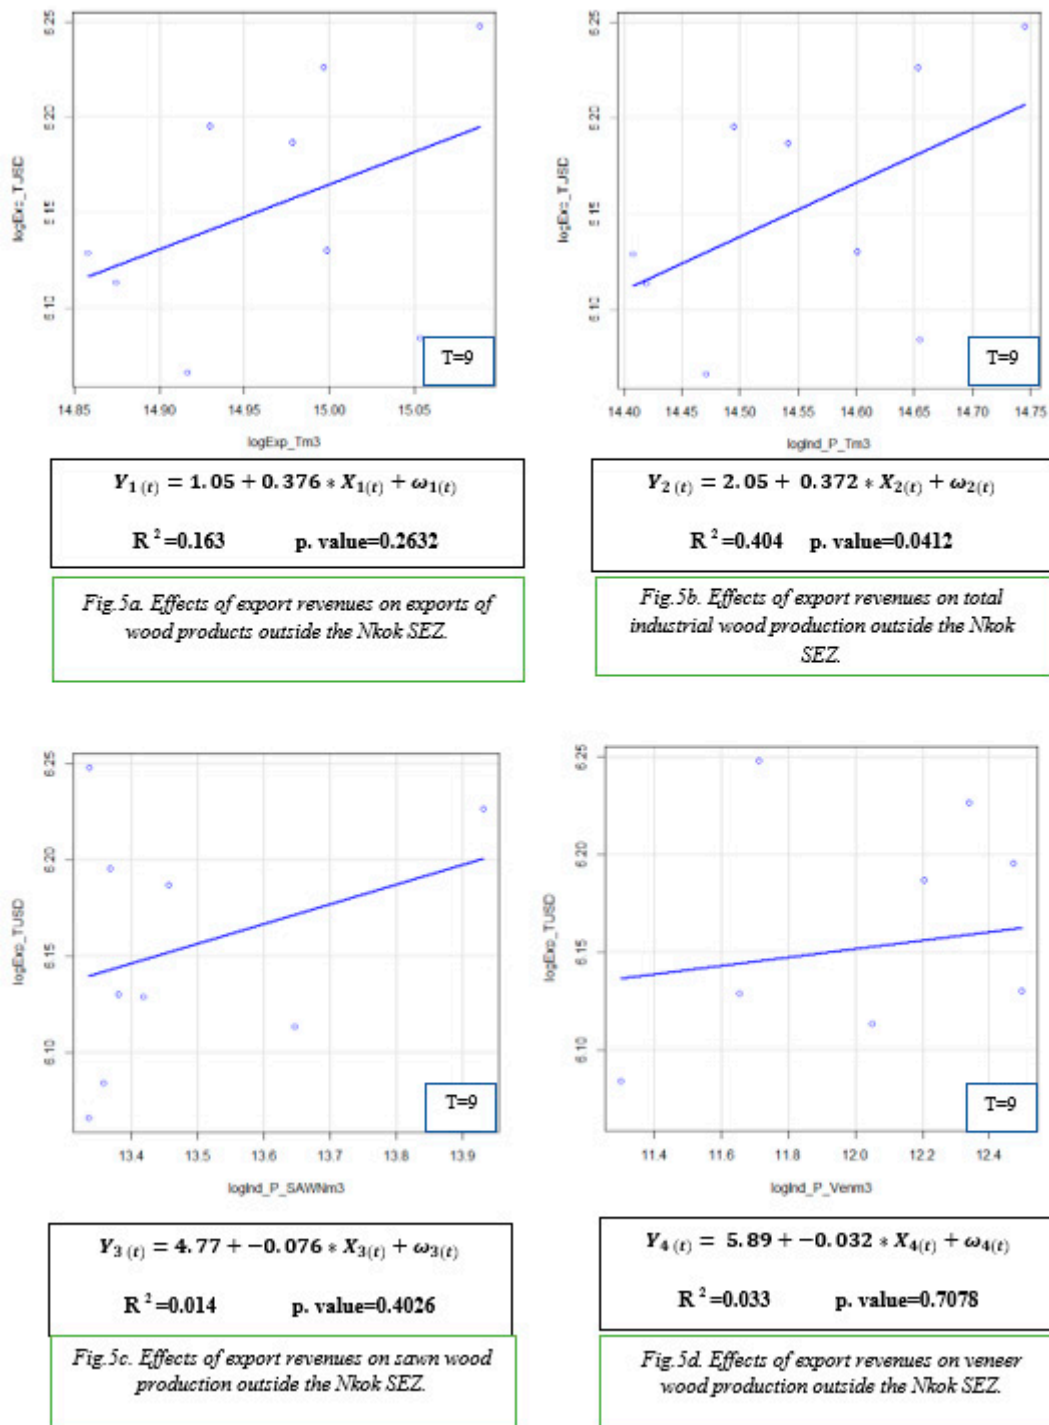 6.25
6.20
6.15
6.10
logExp_TUSD
T=9
14.85 14.90 14.95 15.00 15.05
logExp_Tm3
6.25
6.20
6.15
6.10
logExp_TUSD
T=9
14.40 14.45 14.50 14.55 14.60 14.65 14.70 14.75
logInd_P_Tm3
Y₁ (t) = 1.05 + 0.376 * X₁(t) + ω₁(t)
R ² =0.163 p. value=0.2632
Y₂ (t) = 2.05 + 0.372 * X₂(t) + ω₂(t)
R ² =0.404 p. value=0.0412
Fig.5a. Effects of export revenues on exports of
wood products outside the Nkok SEZ.
Fig.5b. Effects of export revenues on total
industrial wood production outside the Nkok
SEZ.
6.25
6.20
6.15
6.10
logExp_TUSD
T=9
13.4 13.5 13.6 13.7 13.8 13.9
logInd_P_SAWNm3
6.25
6.20
6.15
6.10
logExp_TUSD
T=9
11.4 11.6 11.8 12.0 12.2 12.4
logInd_P_Venm3
Y₃ (t) = 4.77 + −0.076 * X₃(t) + ω₃(t)
R ² =0.014 p. value=0.4026
Y₄ (t) = 5.89 + −0.032 * X₄(t) + ω₄(t)
R ² =0.033 p. value=0.7078
Fig.5c. Effects of export revenues on sawn wood
production outside the Nkok SEZ.
Fig.5d. Effects of export revenues on veneer
wood production outside the Nkok SEZ.